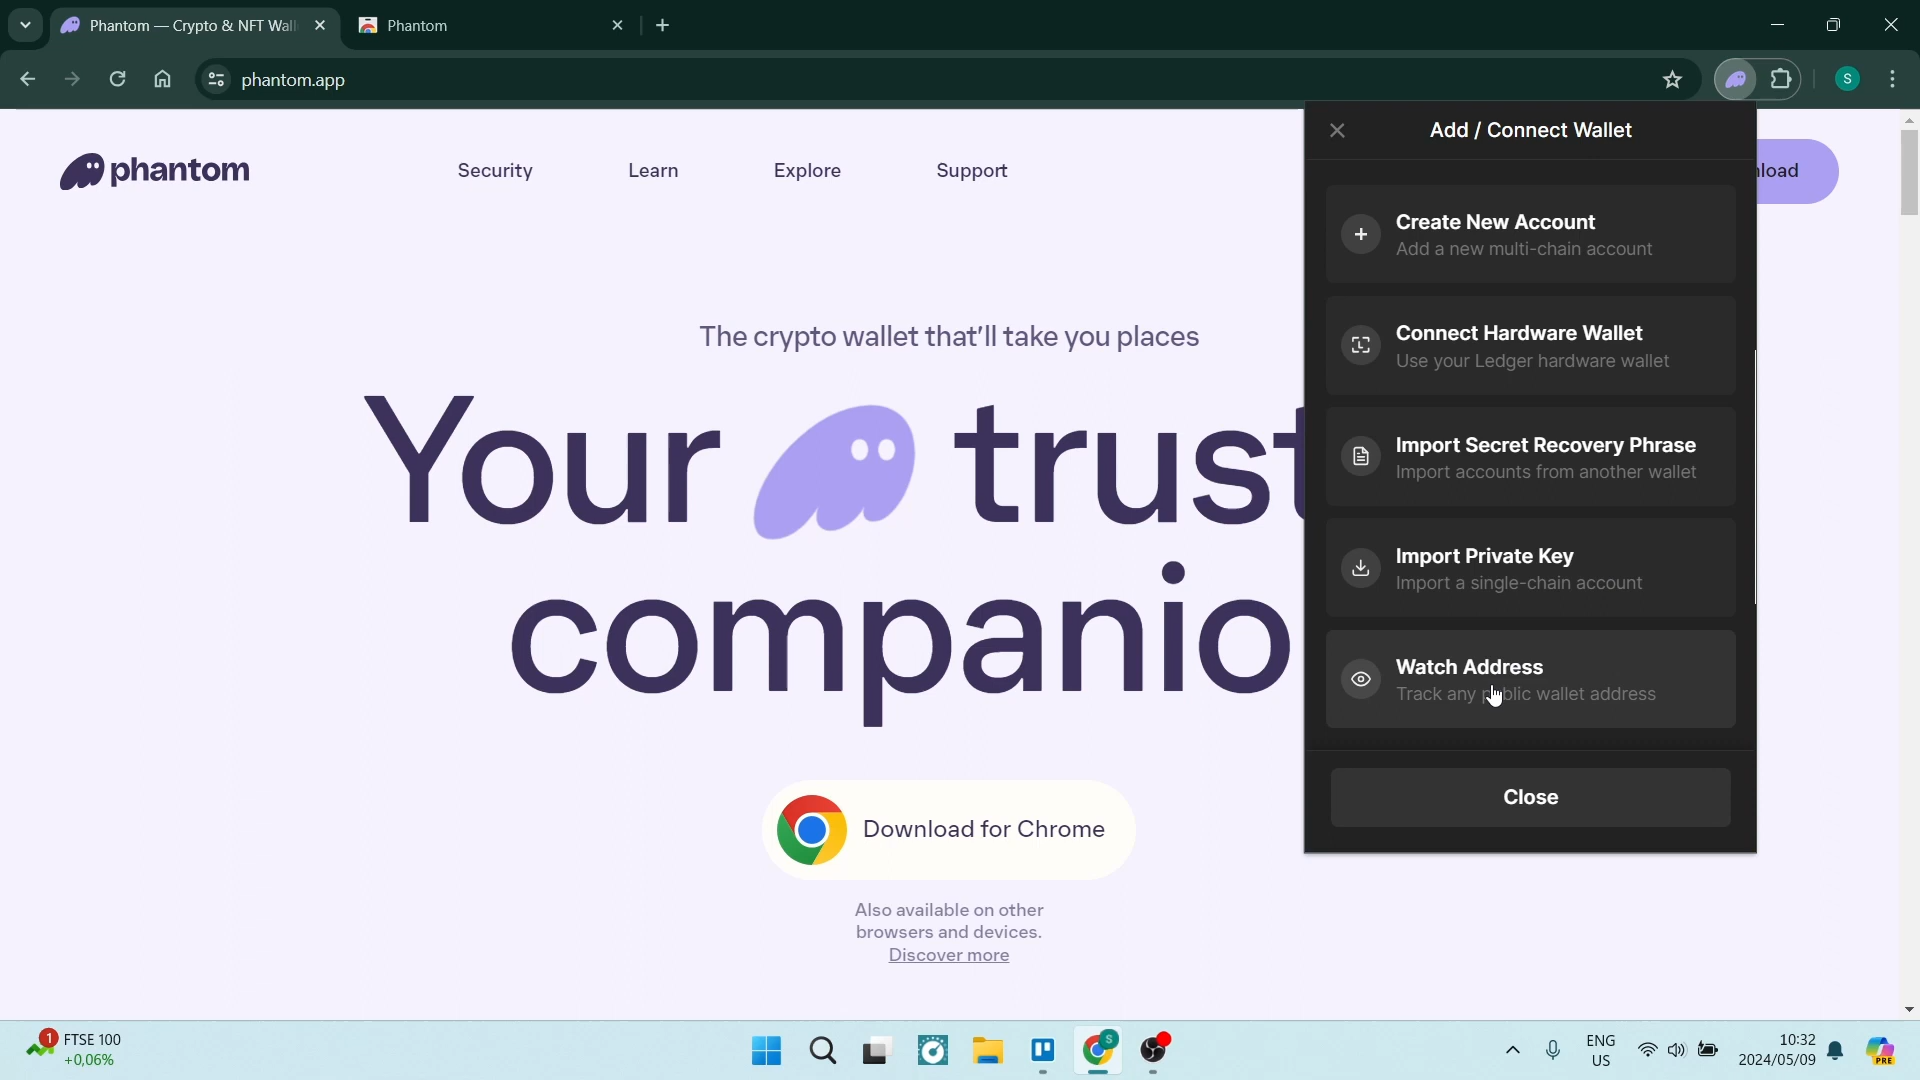 Phantom — Crypto & NFT Wall
Phantom
phantom.app
S
phantom
Security
Learn
Explore
Support
load
The crypto wallet that'll take you places
Your trust
companio
Download for Chrome
Also available on other
browsers and devices.
Discover more
Add / Connect Wallet
Create New Account
Add a new multi-chain account
Connect Hardware Wallet
Use your Ledger hardware wallet
Import Secret Recovery Phrase
Import accounts from another wallet
Import Private Key
Import a single-chain account
Watch Address
Track any public wallet address
Close
1
FTSE 100
+0,06%
S
ENG
US
10:32
2024/05/09
PRE